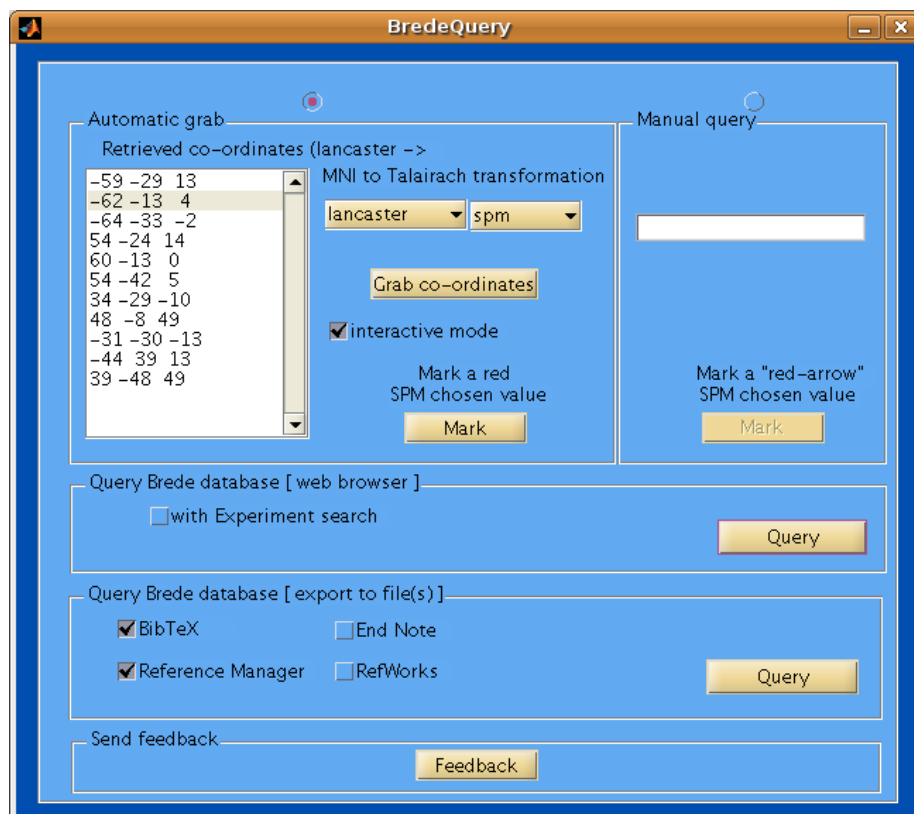 BredeQuery
Automatic grab
Retrieved co-ordinates (lancaster ->
-59 -29 13
-62 -13 4
-64 -33 -2
54 -24 14
60 -13 0
54 -42 5
34 -29 -10
48 -8 49
-31 -30 -13
-44 39 13
39 -48 49
MNI to Talairach transformation
lancaster
spm
Grab co-ordinates
interactive mode
Mark a red
SPM chosen value
Mark
Manual query
Mark a "red-arrow"
SPM chosen value
Mark
Query Brede database [ web browser ]
with Experiment search
Query
Query Brede database [ export to file(s) ]
BibTeX
End Note
Reference Manager
RefWorks
Query
Send feedback
Feedback